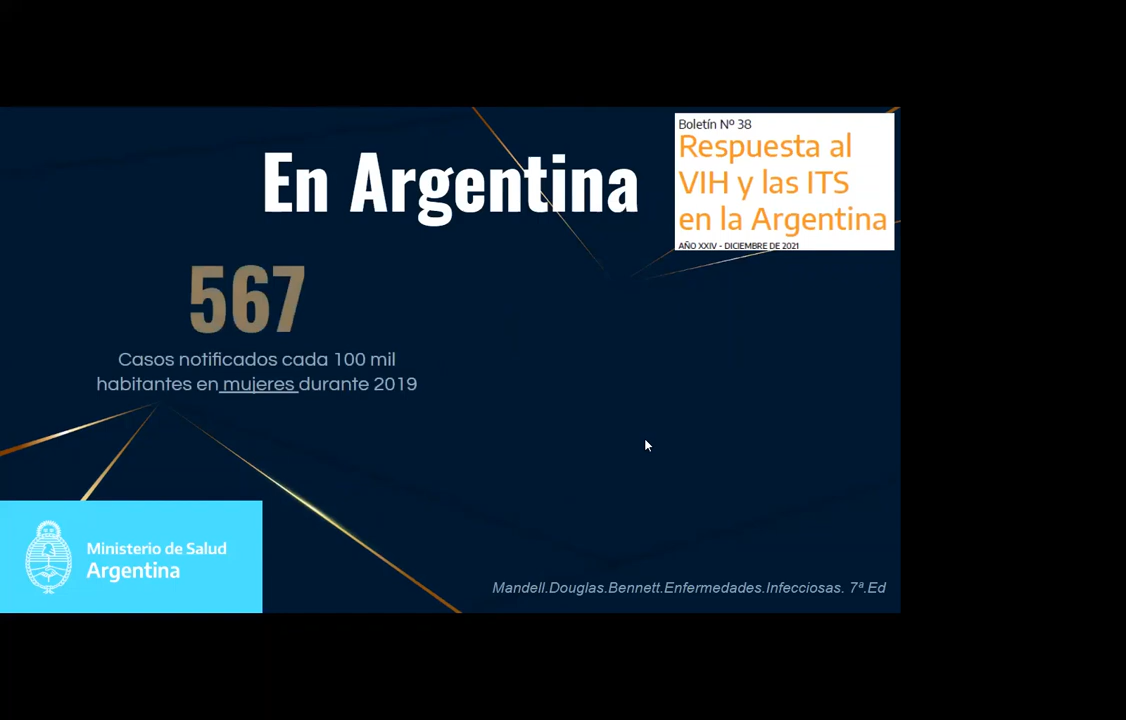 Boletín Nº 38
Respuesta al
VIH y las ITS
en la Argentina
AÑO XXIV - DICIEMBRE DE 2021
En Argentina
567
Casos notificados cada 100 mil
habitantes en mujeres durante 2019
Ministerio de Salud
Argentina
Mandell.Douglas.Bennett.Enfermedades.Infecciosas. 7ª.Ed